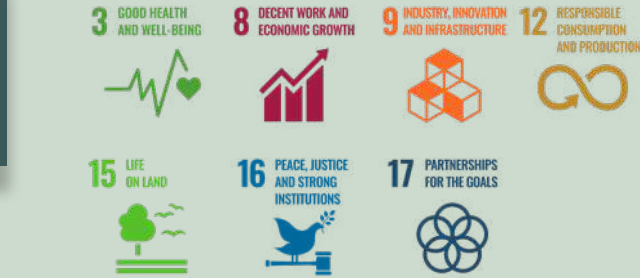 3 GOOD HEALTH
AND WELL-BEING
8 DECENT WORK AND
ECONOMIC GROWTH
9 INDUSTRY, INNOVATION
AND INFRASTRUCTURE
12 RESPONSIBLE
CONSUMPTION
AND PRODUCTION
15 LIFE
ON LAND
16 PEACE, JUSTICE
AND STRONG
INSTITUTIONS
17 PARTNERSHIPS
FOR THE GOALS